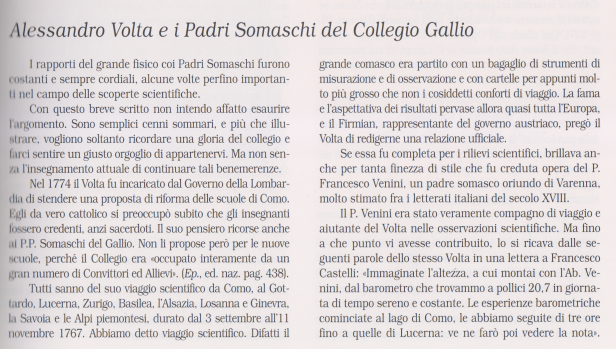 Alessandro Volta e i Padri Somaschi del Collegio Gallio
I rapporti del grande fisico coi Padri Somaschi furono
costanti e sempre cordiali, alcune volte perfino importan-
ti nel campo delle scoperte scientifiche.
Con questo breve scritto non intendo affatto esaurire
l'argomento. Sono semplici cenni sommari, e più che illu-
strare, vogliono soltanto ricordare una gloria del collegio e
farci sentire un giusto orgoglio di appartenervi. Ma non sen-
za l'insegnamento attuale di continuare tali benemerenze.
Nel 1774 il Volta fu incaricato dal Governo della Lombar-
dia di stendere una proposta di riforma delle scuole di Como.
Egli da vero cattolico si preoccupò subito che gli insegnanti
fossero credenti, anzi sacerdoti. Il suo pensiero ricorse anche
ai P.P. Somaschi del Gallio. Non li propose però per le nuove
scuole, perchè il Collegio era «occupato interamente da un
gran numero di Convittori ed Allievi». (Ep., ed. naz. pag. 438).
Tutti sanno del suo viaggio scientifico da Como, al Got-
tardo, Lucerna, Zurigo, Basilea, l'Alsazia, Losanna e Ginevra,
la Savoia e le Alpi piemontesi, durato dal 3 settembre all'11
novembre 1767. Abbiamo detto viaggio scientifico. Difatti il
grande comasco era partito con un bagaglio di strumenti di
misurazione e di osservazione e con cartelle per appunti mol-
to più grosso che non i cosiddetti conforti di viaggio. La fama
e l'aspettativa dei risultati pervase allora quasi tutta l'Europa,
e il Firmian, rappresentante del governo austriaco, pregò il
Volta di redigerne una relazione ufficiale.
Se essa fu completa per i rilievi scientifici, brillava an-
che per tanta finezza di stile che fu creduta opera del P.
Francesco Venini, un padre somasco oriundo di Varenna,
molto stimato fra i letterati italiani del secolo XVIII.
Il P. Venini era stato veramente compagno di viaggio e
aiutante del Volta nelle osservazioni scientifiche. Ma fino
a che punto vi avesse contribuito, lo si ricava dalle se-
guenti parole dello stesso Volta in una lettera a Francesco
Castelli: «Immaginate l'altezza, a cui montai con l'Ab. Ve-
nini, dal barometro che trovammo a pollici 20,7 in giorna-
ta di tempo sereno e costante. Le esperienze barometriche
cominciate al lago di Como, le abbiamo seguite di tre ore
fino a quelle di Lucerna: ve ne farò poi vedere la nota».